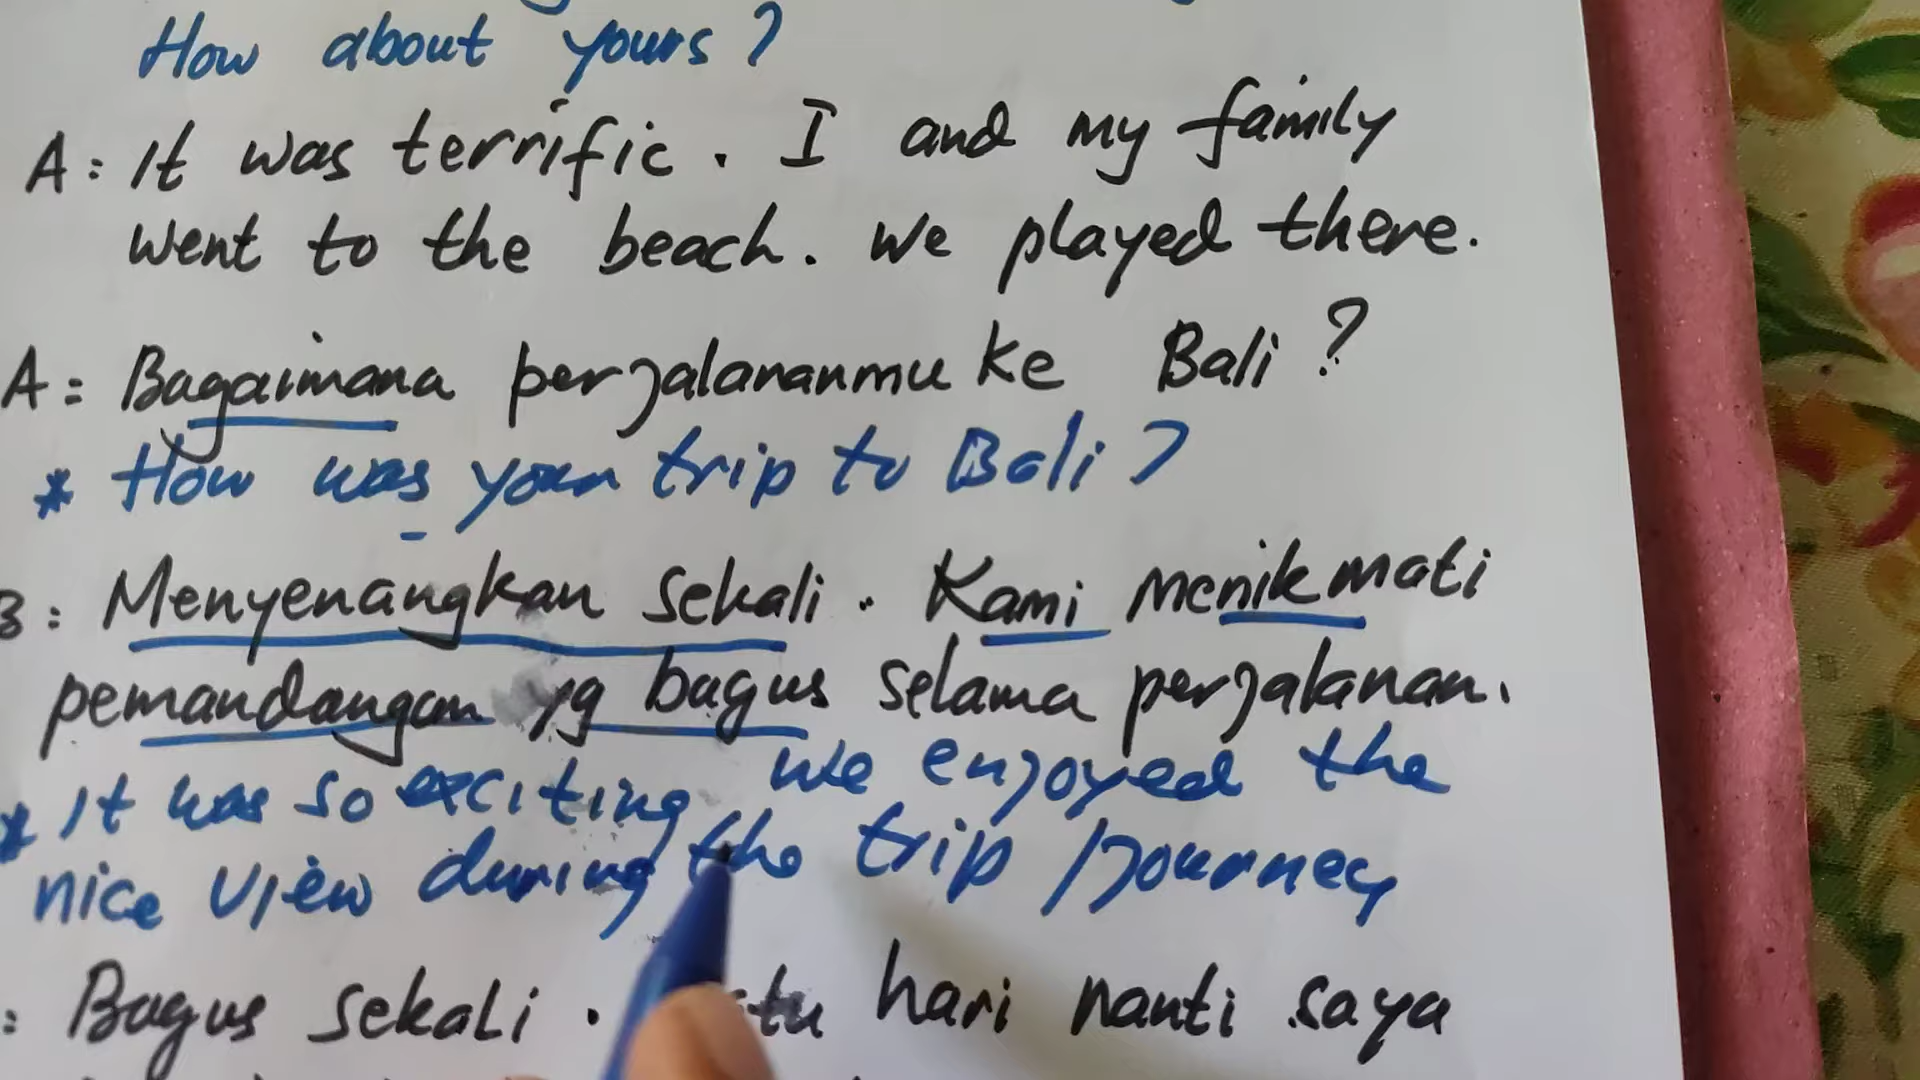 How about yours?
A: It was terrific. I and my family
went to the beach. We played there.
A: Bagaimana perjalananmu ke Bali?
* How was your trip to Bali?
B: Menyenangkan sekali. Kami menikmati
pemandangan yg bagus selama perjalanan.
* It was so exciting. We enjoyed the
nice view during the trip/journey
: Bagus sekali. hari nanti saya